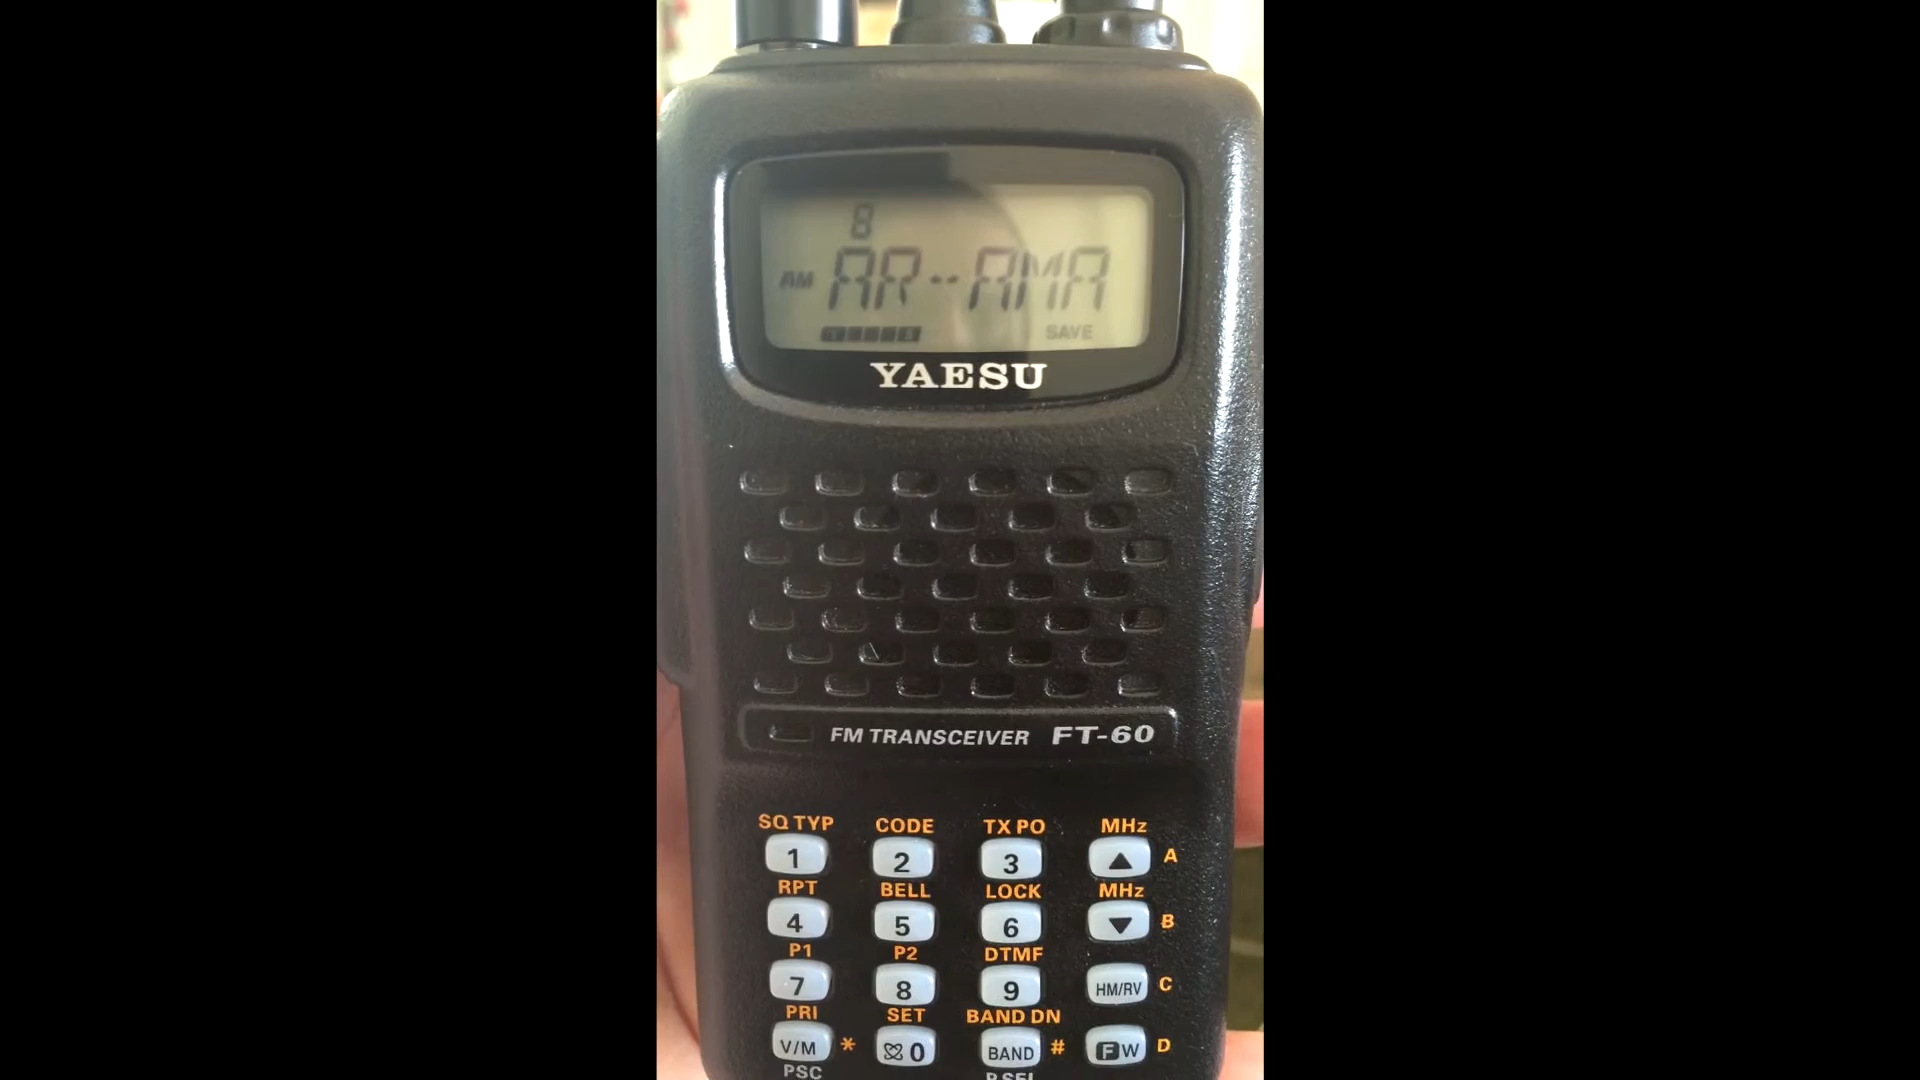 8
AM AR--AMA
1 5 SAVE
YAESU
FM TRANSCEIVER FT-60
SQ TYP CODE TX PO MHz
1 2 3 ▲ A
RPT BELL LOCK MHz
4 5 6 ▼ B
P1 P2 DTMF
7 8 9 HM/RV C
PRI SET BAND DN
V/M * 0 BAND # F W D
PSC